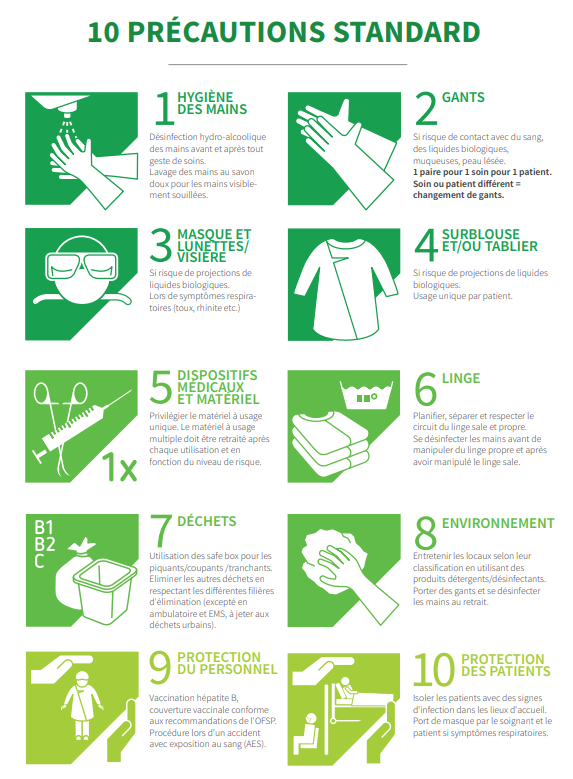 10 PRÉCAUTIONS STANDARD
1 HYGIÈNE
DES MAINS
Désinfection hydro-alcoolique
des mains avant et après tout
geste de soins.
Lavage des mains au savon
doux pour les mains visible-
ment souillées.
2 GANTS
Si risque de contact avec du sang,
des liquides biologiques,
muqueuses, peau lésée.
1 paire pour 1 soin pour 1 patient.
Soin ou patient différent =
changement de gants.
3 MASQUE ET
LUNETTES/
VISIÈRE
Si risque de projections de
liquides biologiques.
Lors de symptômes respira-
toires (toux, rhinite etc.)
4 SURBLOUSE
ET/OU TABLIER
Si risque de projections de liquides
biologiques.
Usage unique par patient.
1x
5 DISPOSITIFS
MÉDICAUX
ET MATÉRIEL
Privilégier le matériel à usage
unique. Le matériel à usage
multiple doit être retraité après
chaque utilisation et en
fonction du niveau de risque.
6 LINGE
Planifier, séparer et respecter le
circuit du linge sale et propre.
Se désinfecter les mains avant de
manipuler du linge propre et après
avoir manipulé le linge sale.
B1
B2
C
7 DÉCHETS
Utilisation des safe box pour les
piquants/coupants /tranchants.
Eliminer les autres déchets en
respectant les différentes filières
d'élimination (excepté en
ambulatoire et EMS, à jeter aux
déchets urbains).
8 ENVIRONNEMENT
Entretenir les locaux selon leur
classification en utilisant des
produits détergents/désinfectants.
Porter des gants et se désinfecter
les mains au retrait.
9 PROTECTION
DU PERSONNEL
Vaccination hépatite B,
couverture vaccinale conforme
aux recommandations de l'OFSP.
Procédure lors d'un accident
avec exposition au sang (AES).
10 PROTECTION
DES PATIENTS
Isoler les patients avec des signes
d'infection dans les lieux d'accueil.
Port de masque par le soignant et le
patient si symptômes respiratoires.